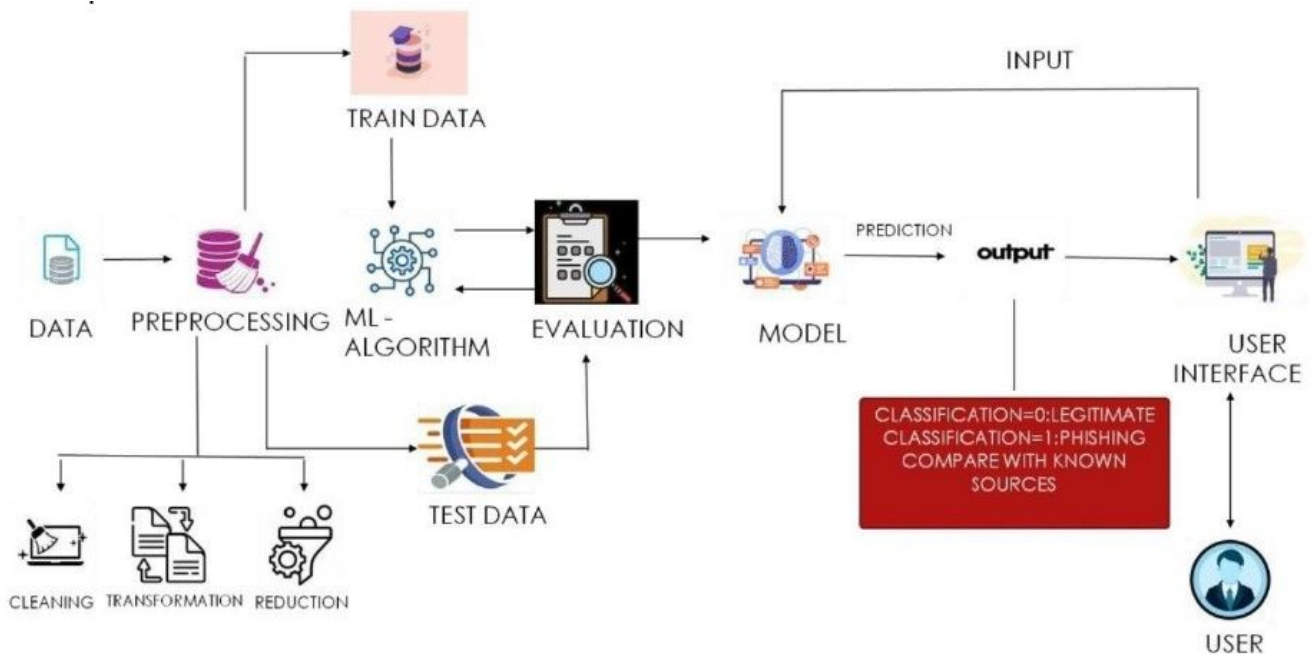 INPUT
TRAIN DATA
PREDICTION
output
DATA
PREPROCESSING
ML-
ALGORITHM
EVALUATION
MODEL
USER
INTERFACE
CLASSIFICATION=0:LEGITIMATE
CLASSIFICATION=1:PHISHING
COMPARE WITH KNOWN
SOURCES
TEST DATA
CLEANING
TRANSFORMATION
REDUCTION
USER